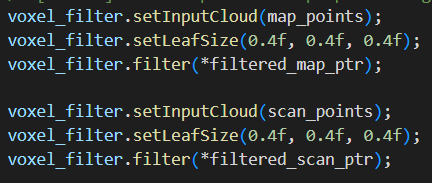 voxel_filter.setInputCloud(map_points);
voxel_filter.setLeafSize(0.4f, 0.4f, 0.4f);
voxel_filter.filter(*filtered_map_ptr);
voxel_filter.setInputCloud(scan_points);
voxel_filter.setLeafSize(0.4f, 0.4f, 0.4f);
voxel_filter.filter(*filtered_scan_ptr);